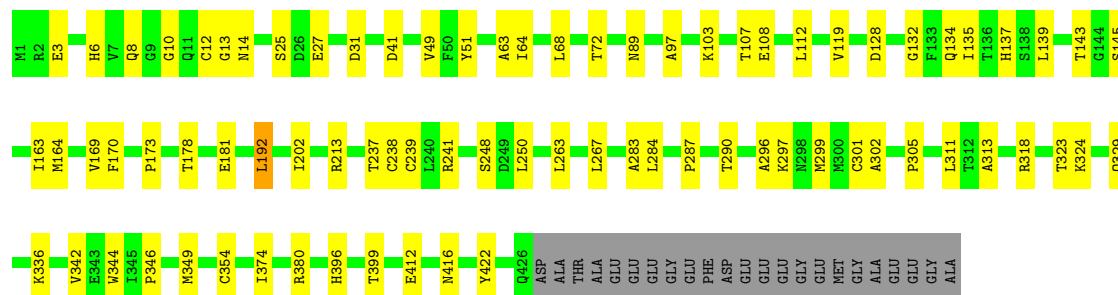 M1 R2 E3 H6 V7 Q8 G9 G10 Q11 C12 G13 N14 S25 D26 E27 D31 D41 V49 F50 Y51 A63 I64 L68 T72 N89 A97 K103 T107 E108 L112 V119 D128 G132 F133 Q134 I135 T136 H137 S138 L139 T143 G144 S145
I163 M164 V169 F170 P173 T178 E181 L192 I202 R213 T237 C238 C239 L240 R241 S248 D249 L250 L263 L267 A283 L284 P287 T290 A296 K297 N298 M299 M300 C301 A302 P305 L311 T312 A313 R318 T323 K324
K336 V342 E343 W344 I345 P346 M349 C354 I374 R380 H396 T399 E412 N416 Y422 Q426 ASP ALA THR ALA GLU GLU GLU GLY GLU PHE ASP GLU GLU GLU GLY GLU MET GLY ALA GLU GLU GLY ALA